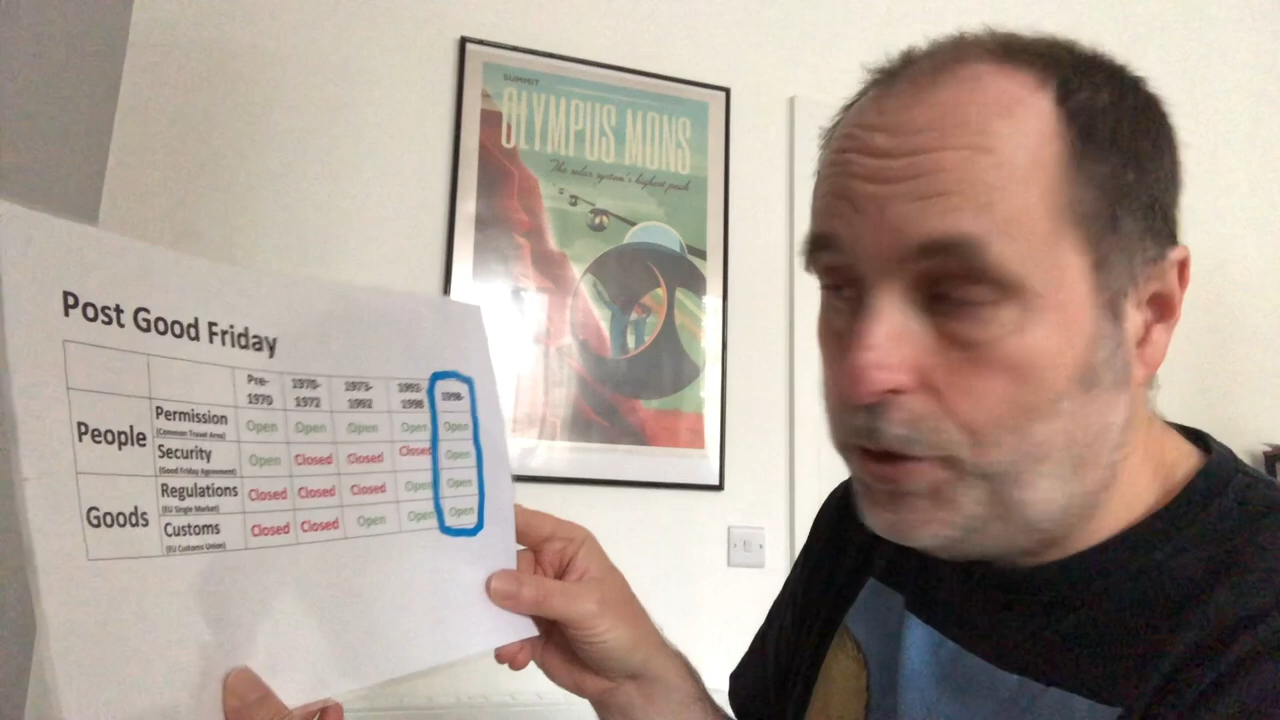 SUMMIT
OLYMPUS MONS
The solar system's highest peak
Post Good Friday
Pre-1970 1970-1972 1973-1992 1992-1998 1998-
People Permission (Common Travel Area) Open Open Open Open Open
Security (Good Friday Agreement) Open Closed Closed Closed Open
Goods Regulations (EU Single Market) Closed Closed Closed Open Open
Customs (EU Customs Union) Closed Closed Open Open Open